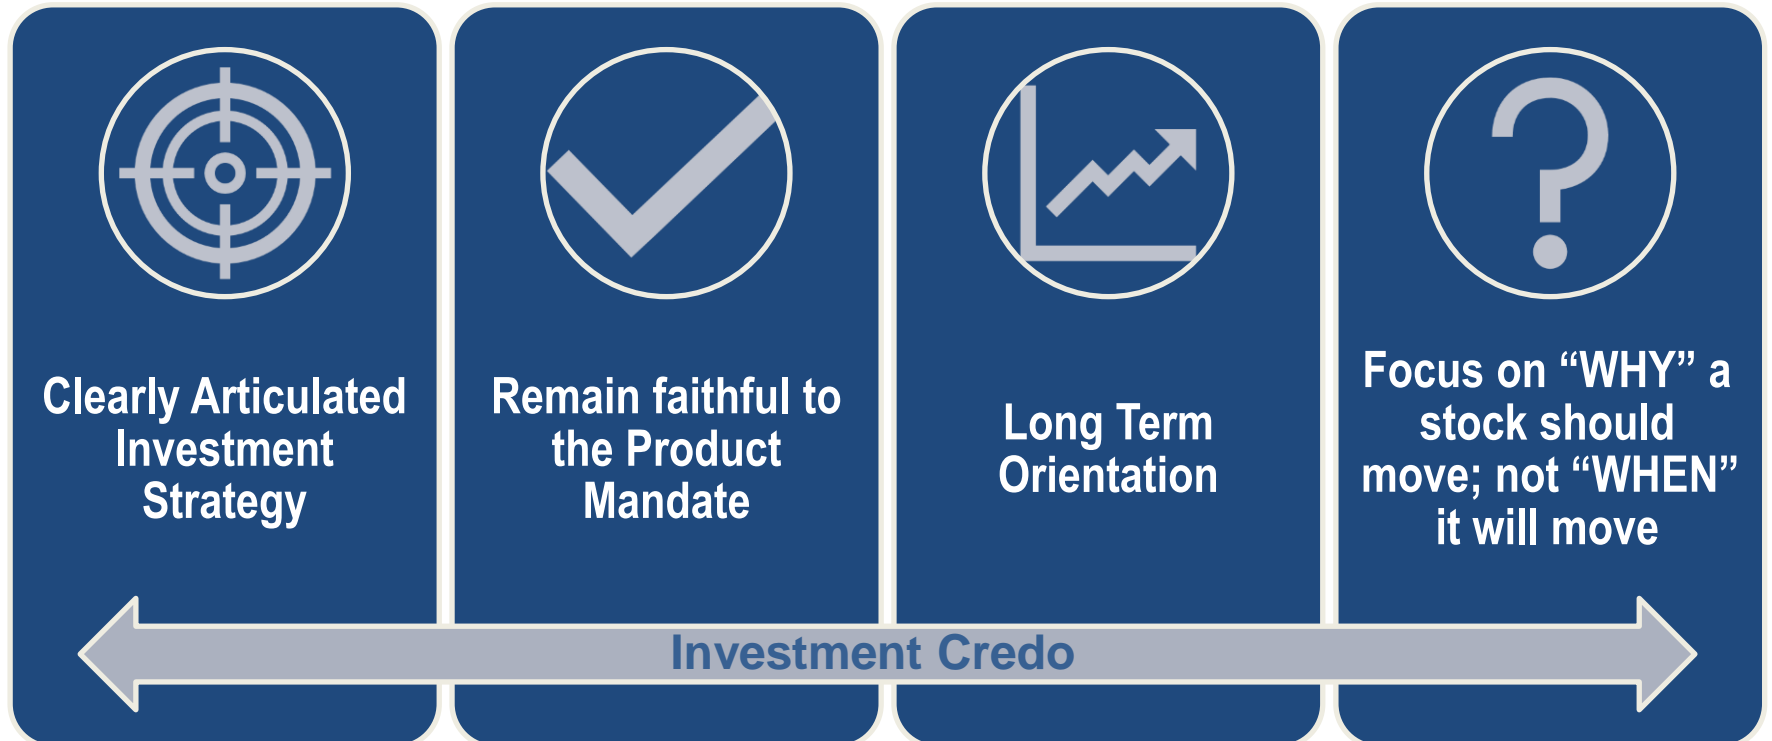 Clearly Articulated
Investment
Strategy
Remain faithful to
the Product
Mandate
Long Term
Orientation
Focus on “WHY” a
stock should
move; not “WHEN”
it will move
Investment Credo